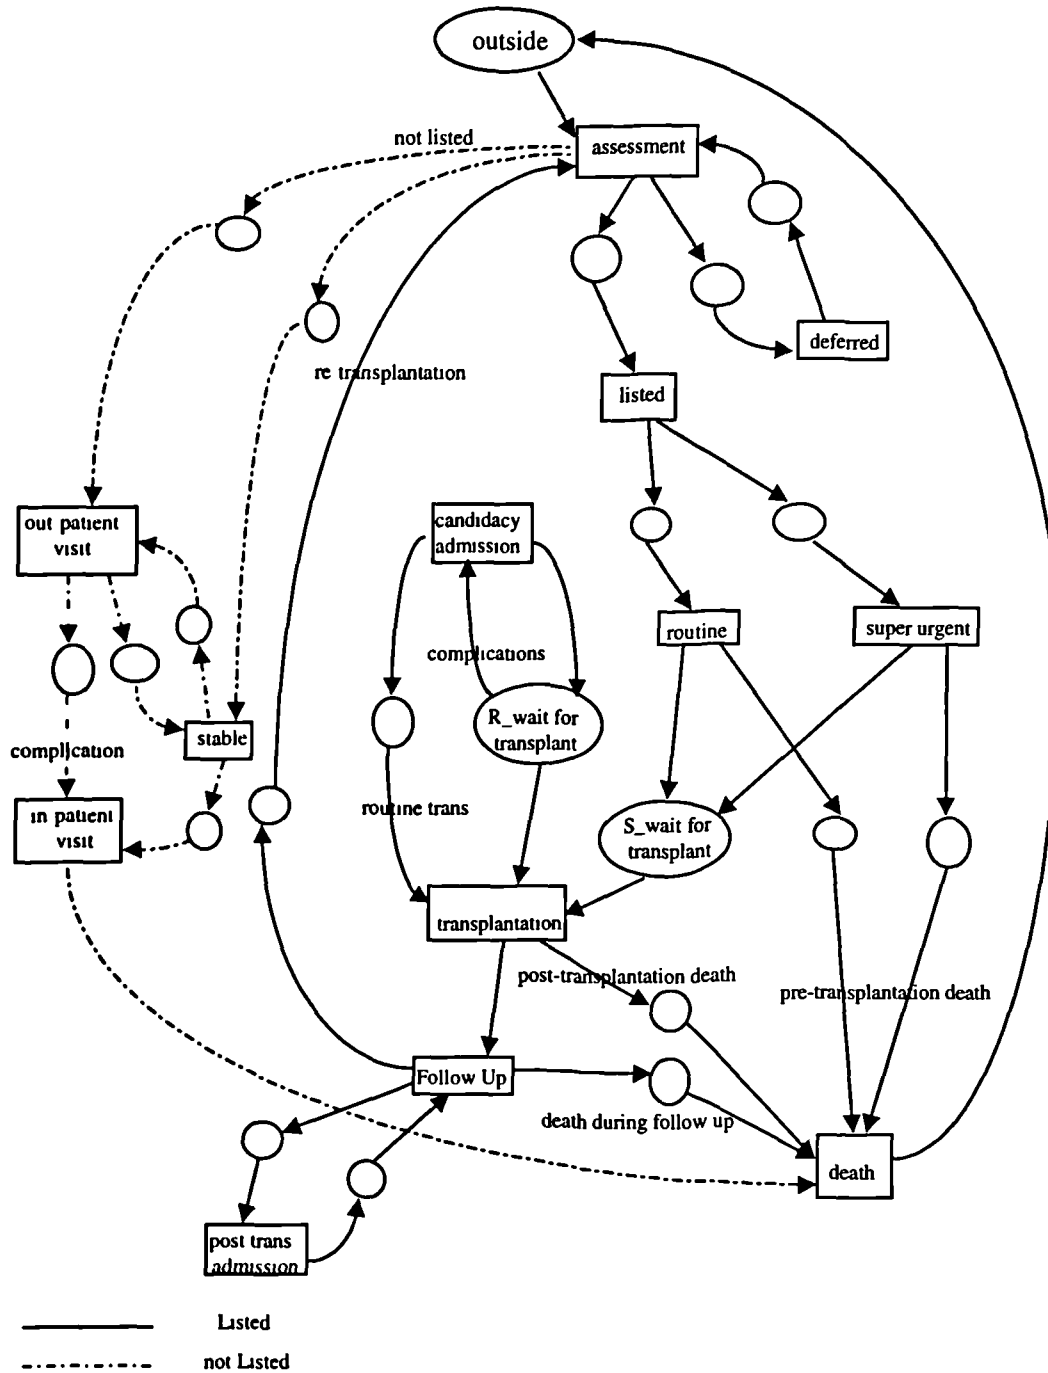 outside
not listed
assessment
re transplantation
deferred
listed
out patient
visit
candidacy
admission
routine
super urgent
complications
R_wait for
transplant
stable
complication
in patient
visit
routine trans
S_wait for
transplant
transplantation
post-transplantation death
pre-transplantation death
Follow Up
death during follow up
death
post trans
admission
Listed
not Listed